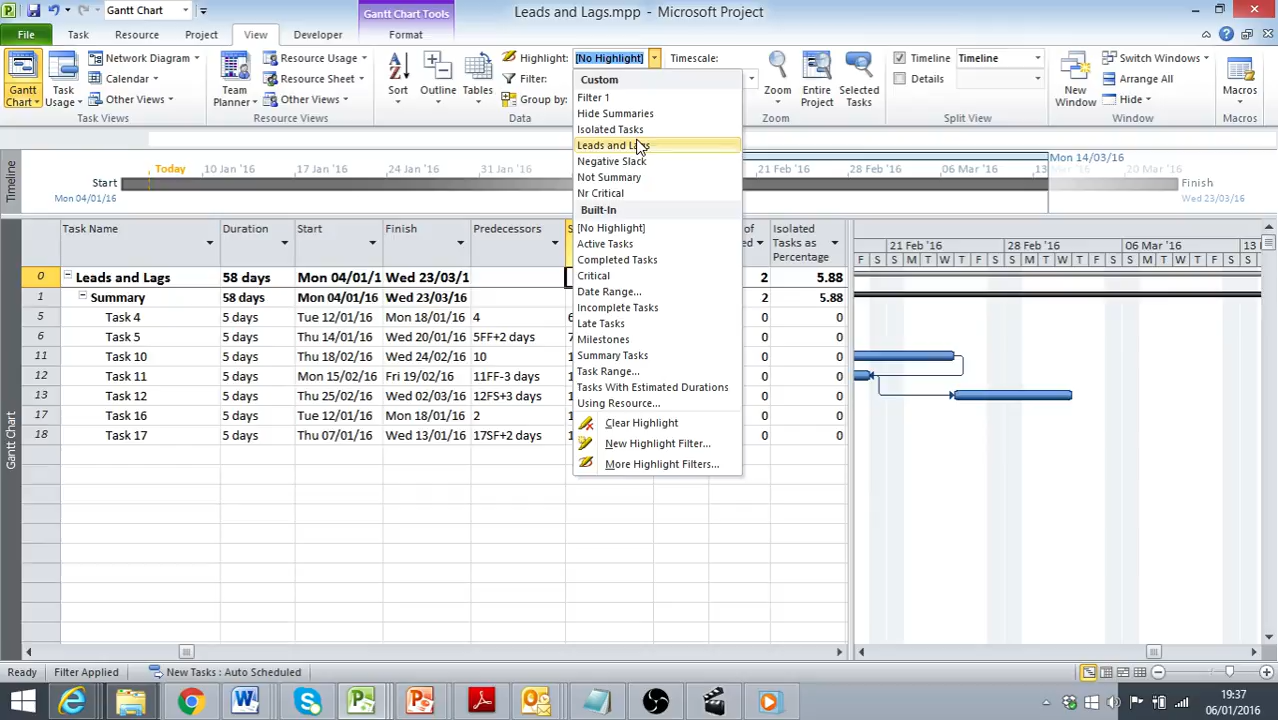 Gantt Chart
Gantt Chart Tools
Leads and Lags.mpp - Microsoft Project
File Task Resource Project View Developer Format
Gantt Chart
Task Usage
Network Diagram
Calendar
Other Views
Task Views
Team Planner
Resource Usage
Resource Sheet
Other Views
Resource Views
Sort
Outline
Tables
Highlight: [No Highlight]
Filter:
Group by:
Data
Timescale:
Zoom
Entire Project
Selected Tasks
Zoom
Timeline Timeline
Details
Split View
New Window
Switch Windows
Arrange All
Hide
Window
Macros
Macros
Custom
Filter 1
Hide Summaries
Isolated Tasks
Leads and Lags
Negative Slack
Not Summary
Nr Critical
Built-In
[No Highlight]
Active Tasks
Completed Tasks
Critical
Date Range...
Incomplete Tasks
Late Tasks
Milestones
Summary Tasks
Task Range...
Tasks With Estimated Durations
Using Resource...
Clear Highlight
New Highlight Filter...
More Highlight Filters...
Timeline
Today 10 Jan '16 17 Jan '16 24 Jan '16 21 Feb '16 28 Feb '16 06 Mar '16 20 Mar '16
Mon 14/03/16
Start
Mon 04/01/16
Finish
Wed 23/03/16
Gantt Chart
Task Name Duration Start Finish Predecessors Isolated Tasks as Percentage
21 Feb '16 28 Feb '16 06 Mar '16 13
F S S M T W T F S S M T W T F S S M T W T F S S
0 Leads and Lags 58 days Mon 04/01/1 Wed 23/03/1 2 5.88
1 Summary 58 days Mon 04/01/16 Wed 23/03/16 2 5.88
5 Task 4 5 days Tue 12/01/16 Mon 18/01/16 4 0 0
6 Task 5 5 days Thu 14/01/16 Wed 20/01/16 5FF+2 days 0 0
11 Task 10 5 days Thu 18/02/16 Wed 24/02/16 10 0 0
12 Task 11 5 days Mon 15/02/16 Fri 19/02/16 11FF-3 days 0 0
13 Task 12 5 days Thu 25/02/16 Wed 02/03/16 12FS+3 days 0 0
17 Task 16 5 days Tue 12/01/16 Mon 18/01/16 2 0 0
18 Task 17 5 days Thu 07/01/16 Wed 13/01/16 17SF+2 days 0 0
Ready Filter Applied New Tasks : Auto Scheduled
19:37
06/01/2016